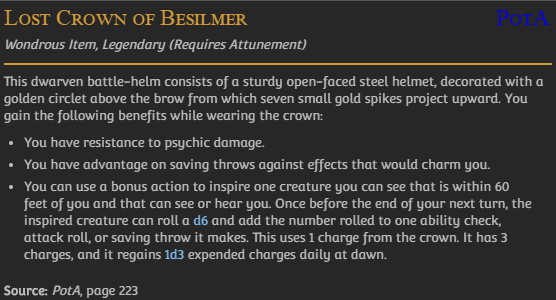 LOST CROWN OF BESILMER PotA
Wondrous Item, Legendary (Requires Attunement)
This dwarven battle-helm consists of a sturdy open-faced steel helmet, decorated with a
golden circlet above the brow from which seven small gold spikes project upward. You
gain the following benefits while wearing the crown:
• You have resistance to psychic damage.
• You have advantage on saving throws against effects that would charm you.
• You can use a bonus action to inspire one creature you can see that is within 60
feet of you and that can see or hear you. Once before the end of your next turn, the
inspired creature can roll a d6 and add the number rolled to one ability check,
attack roll, or saving throw it makes. This uses 1 charge from the crown. It has 3
charges, and it regains 1d3 expended charges daily at dawn.
Source: PotA, page 223